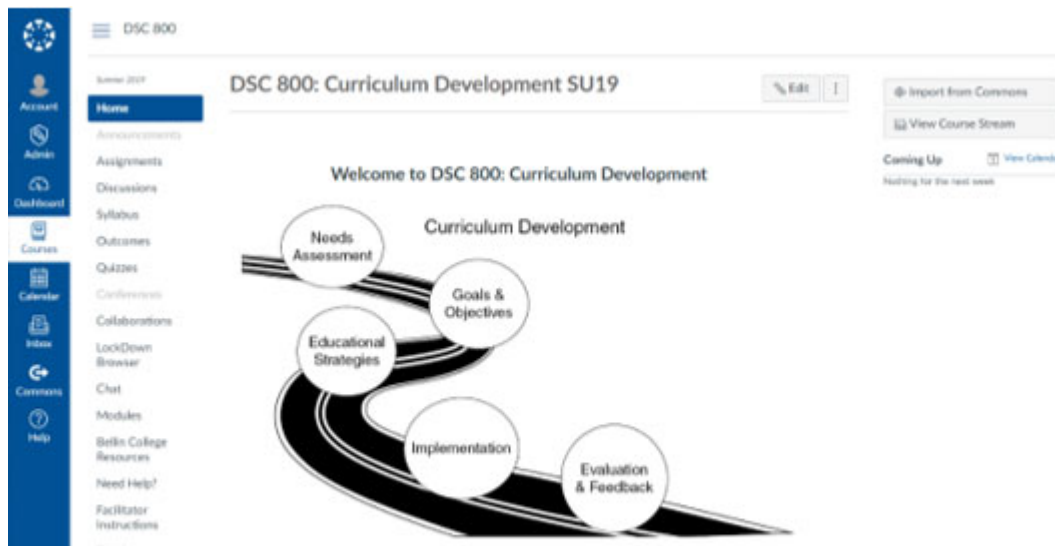 DSC 800
Account
Admin
Dashboard
Courses
Calendar
Inbox
Commons
Help
Summer 2019
Home
Announcements
Assignments
Discussions
Syllabus
Outcomes
Quizzes
Conferences
Collaborations
LockDown
Browser
Chat
Modules
Bellin College
Resources
Need Help?
Facilitator
Instructions
DSC 800: Curriculum Development SU19
Edit
Welcome to DSC 800: Curriculum Development
Curriculum Development
Needs
Assessment
Goals &
Objectives
Educational
Strategies
Implementation
Evaluation
& Feedback
Import from Commons
View Course Stream
Coming Up
View Calend
Nothing for the next week